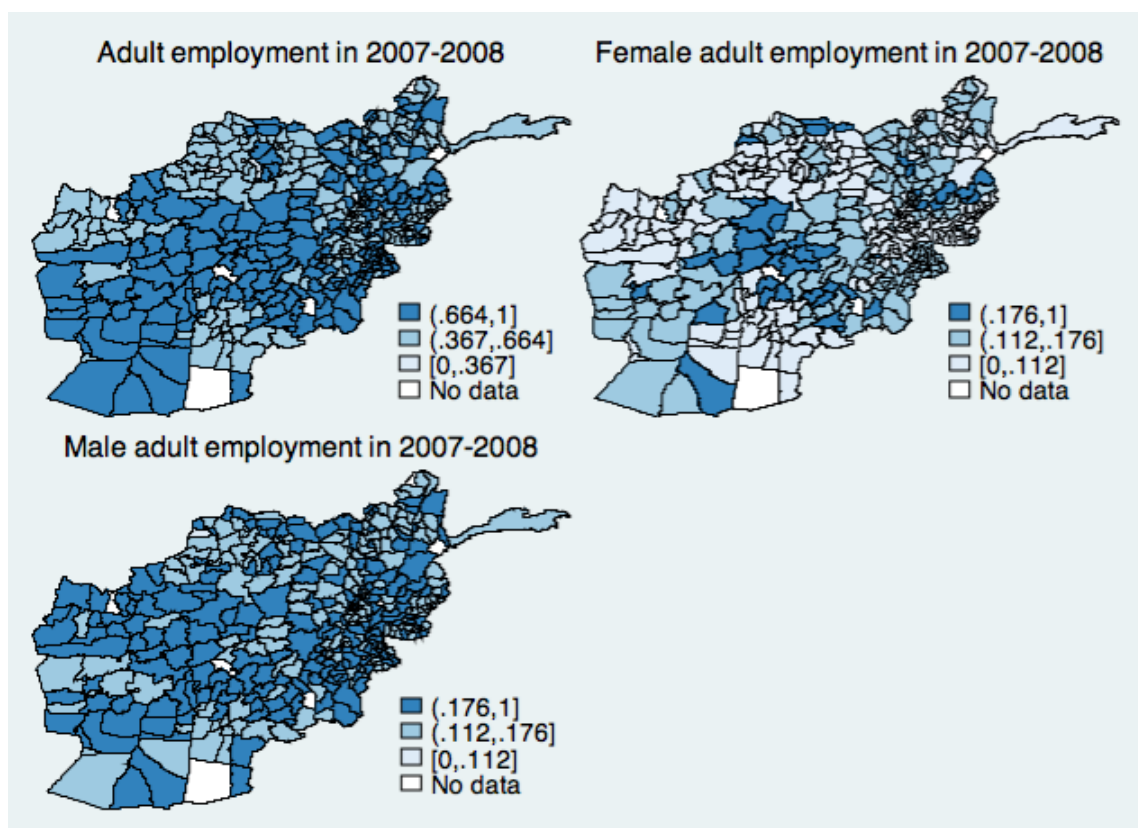 Adult employment in 2007-2008
(.664,1]
(.367,.664]
[0,.367]
No data
Female adult employment in 2007-2008
(.176,1]
(.112,.176]
[0,.112]
No data
Male adult employment in 2007-2008
(.176,1]
(.112,.176]
[0,.112]
No data